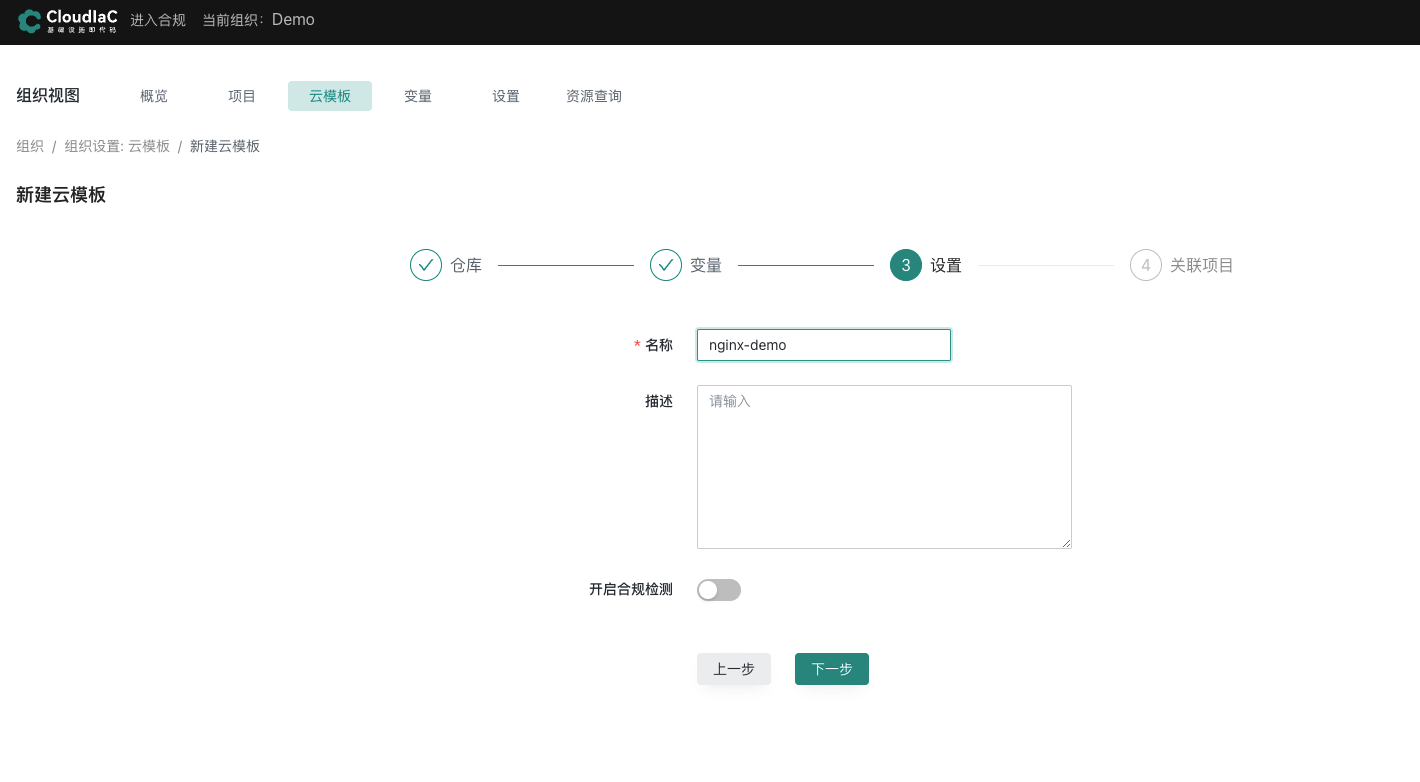 CloudIaC 进入合规 当前组织：Demo
基础设施即代码
组织视图 概览 项目 云模板 变量 设置 资源查询
组织 / 组织设置: 云模板 / 新建云模板
新建云模板
仓库 变量 3 设置 4 关联项目
* 名称 nginx-demo
描述 请输入
开启合规检测
上一步 下一步